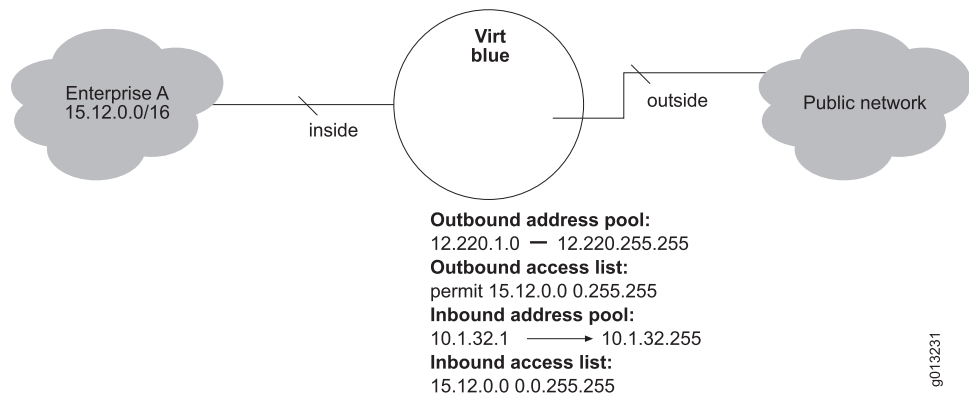 Virt
blue
Enterprise A
15.12.0.0/16
inside
outside
Public network
Outbound address pool:
12.220.1.0 — 12.220.255.255
Outbound access list:
permit 15.12.0.0 0.255.255
Inbound address pool:
10.1.32.1 → 10.1.32.255
Inbound access list:
15.12.0.0 0.0.255.255
g013231